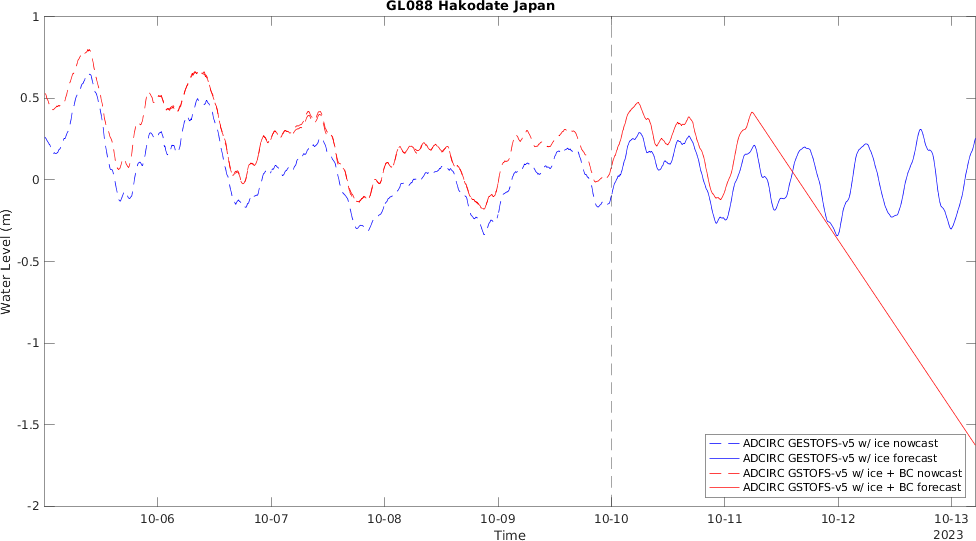 GL088 Hakodate Japan
1
0.5
0
-0.5
-1
-1.5
-2
Water Level (m)
10-06 10-07 10-08 10-09 10-10 10-11 10-12 10-13
2023
Time
ADCIRC GESTOFS-v5 w/ ice nowcast
ADCIRC GESTOFS-v5 w/ ice forecast
ADCIRC GSTOFS-v5 w/ ice + BC nowcast
ADCIRC GSTOFS-v5 w/ ice + BC forecast